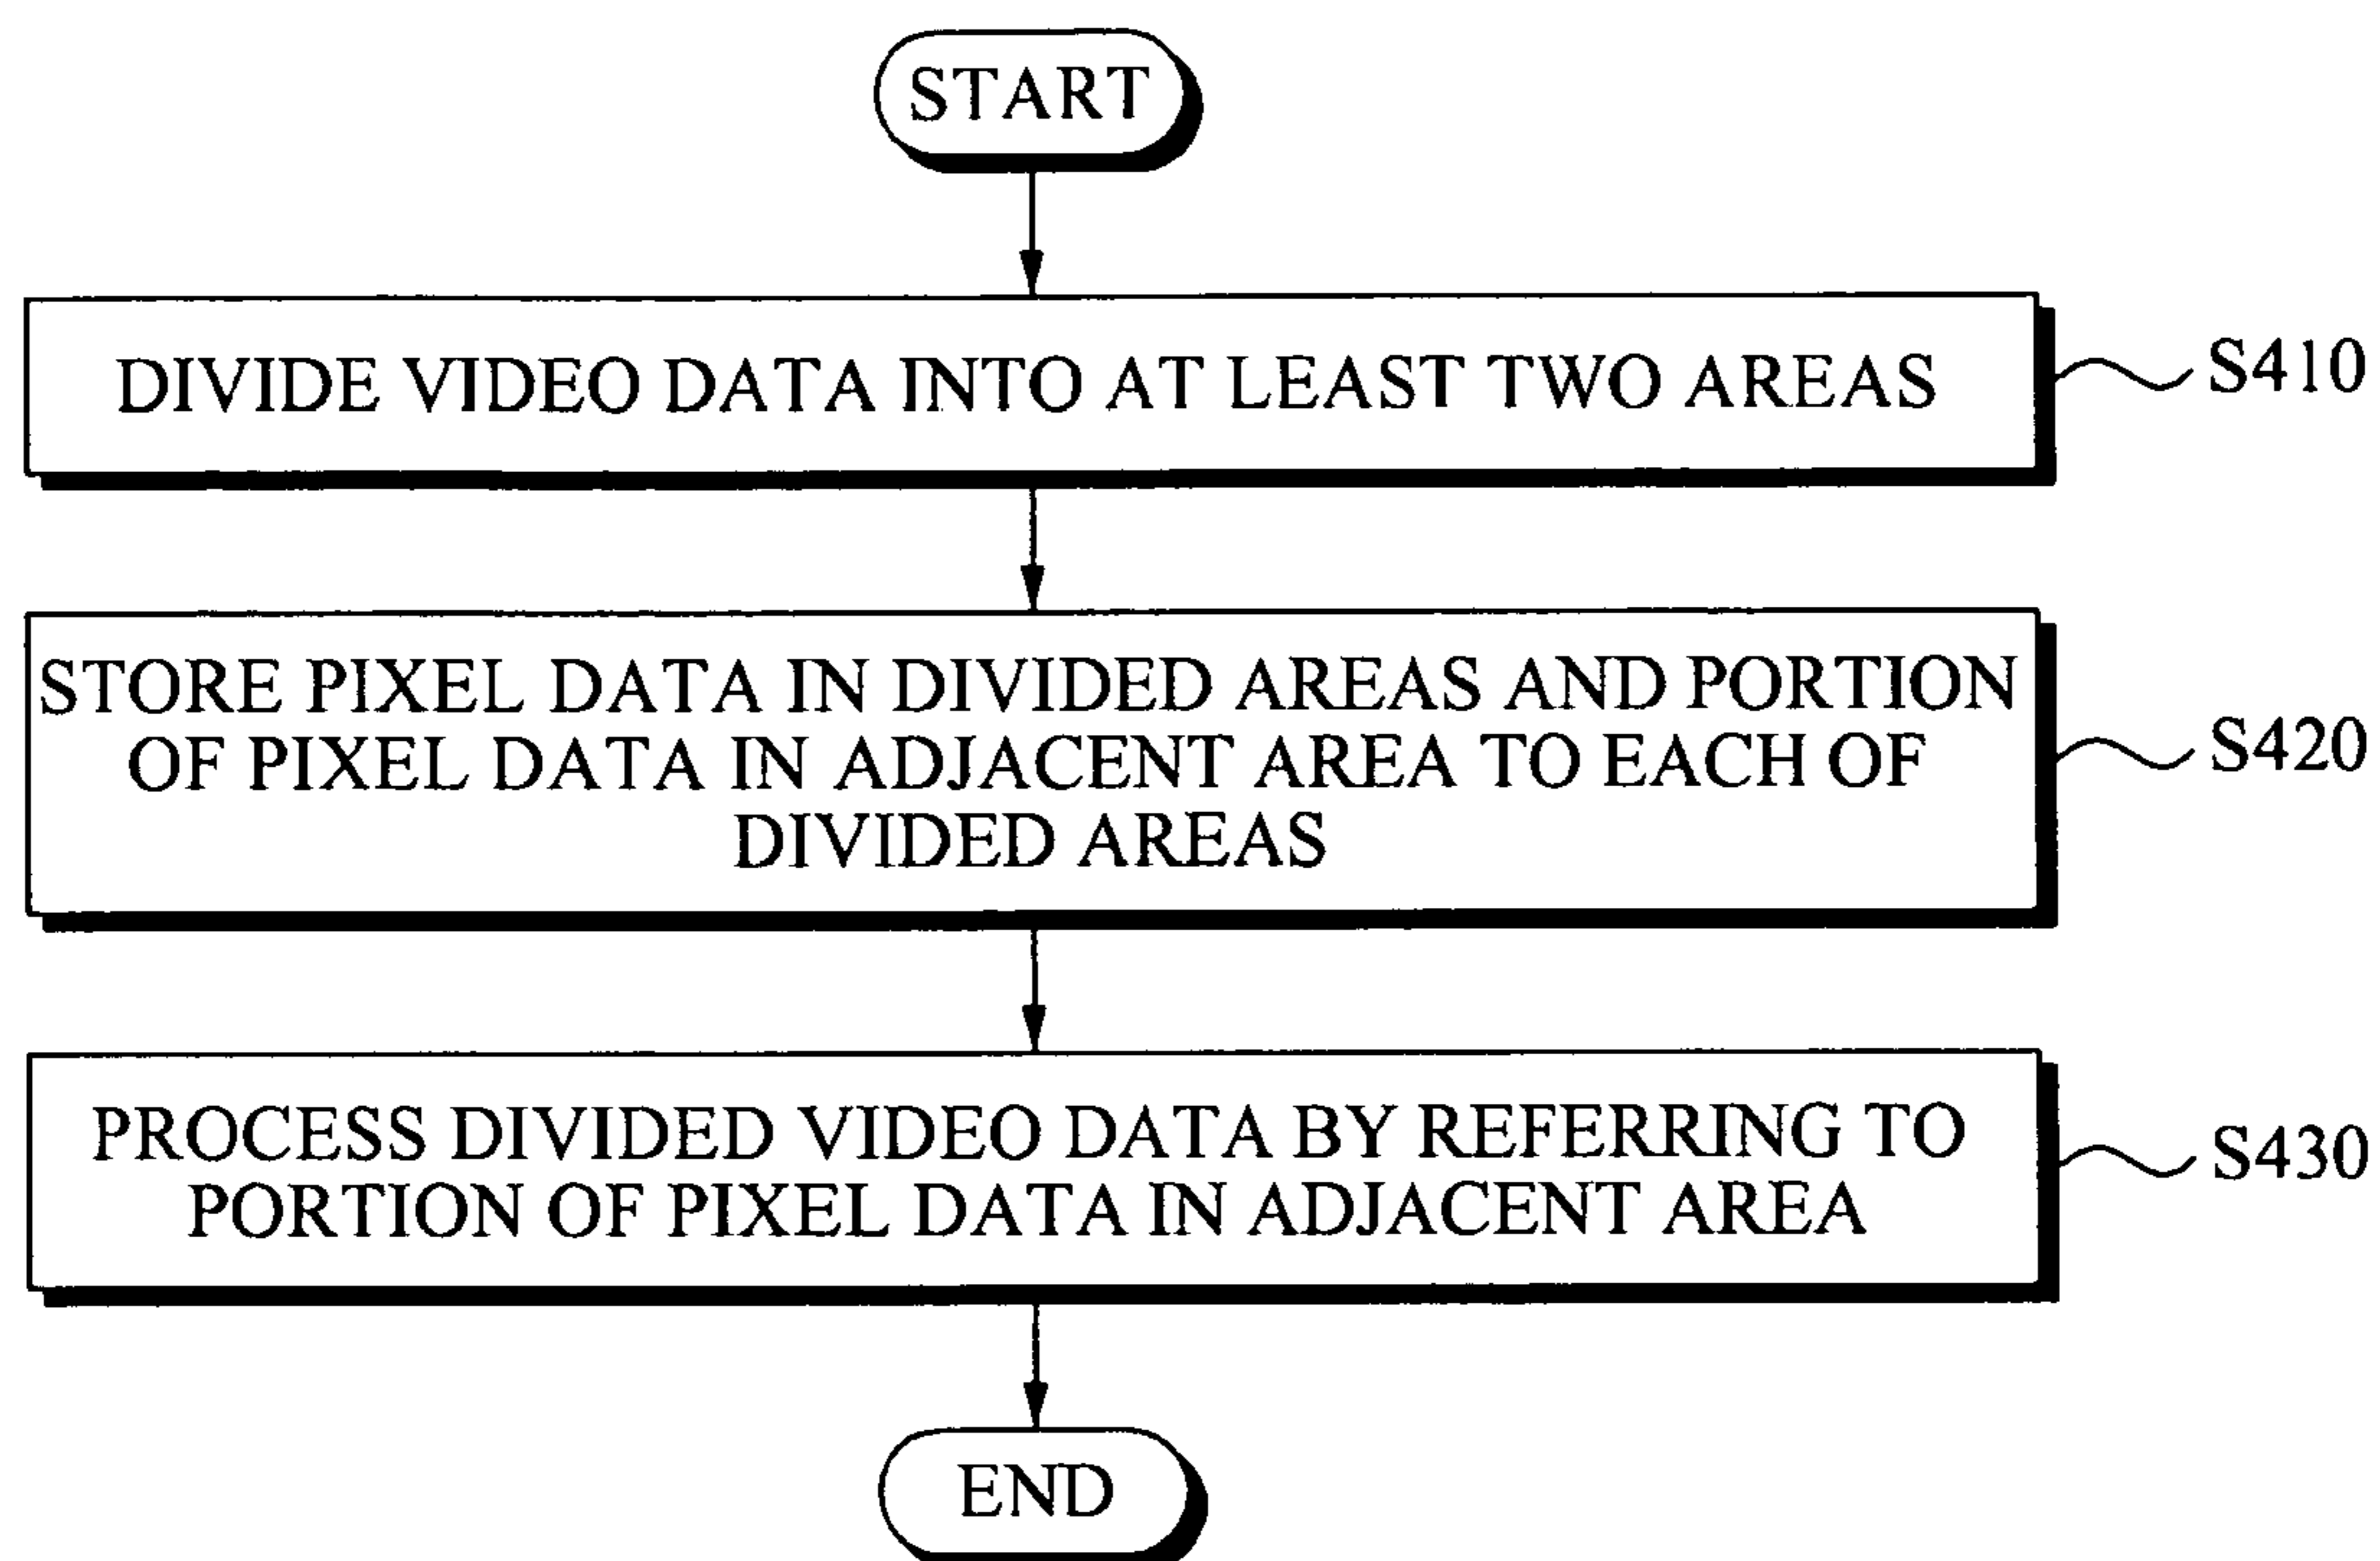 START
DIVIDE VIDEO DATA INTO AT LEAST TWO AREAS
S410
STORE PIXEL DATA IN DIVIDED AREAS AND PORTION
OF PIXEL DATA IN ADJACENT AREA TO EACH OF
DIVIDED AREAS
S420
PROCESS DIVIDED VIDEO DATA BY REFERRING TO
PORTION OF PIXEL DATA IN ADJACENT AREA
S430
END